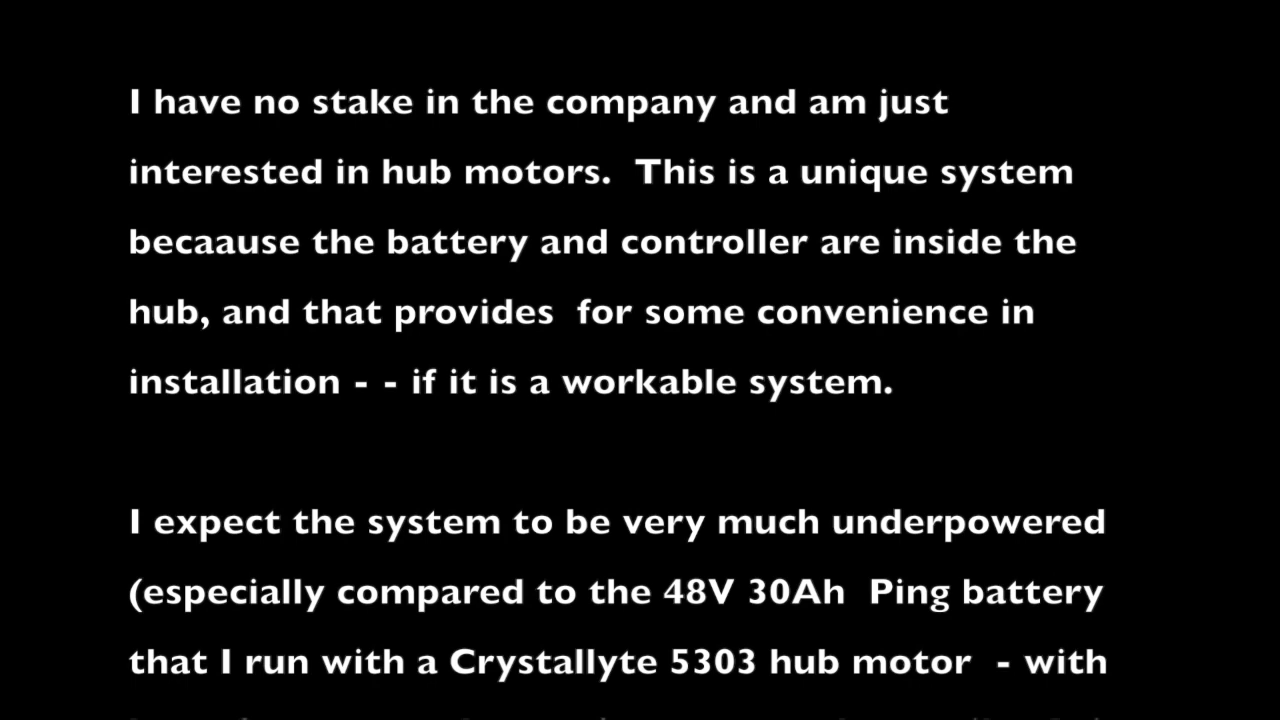 I have no stake in the company and am just
interested in hub motors.  This is a unique system
becaause the battery and controller are inside the
hub, and that provides  for some convenience in
installation - - if it is a workable system.
I expect the system to be very much underpowered
(especially compared to the 48V 30Ah  Ping battery
that I run with a Crystallyte 5303 hub motor  - with